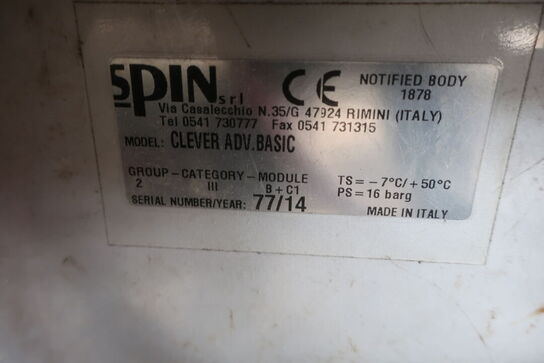 SPIN srl CE NOTIFIED BODY
1878
Via Casalecchio N.35/G 47924 RIMINI (ITALY)
Tel 0541 730777 Fax 0541 731315
MODEL: CLEVER ADV.BASIC
GROUP-CATEGORY-MODULE TS= -7°C/+50°C
2 III B+C1 PS= 16 barg
SERIAL NUMBER/YEAR: 77/14 MADE IN ITALY